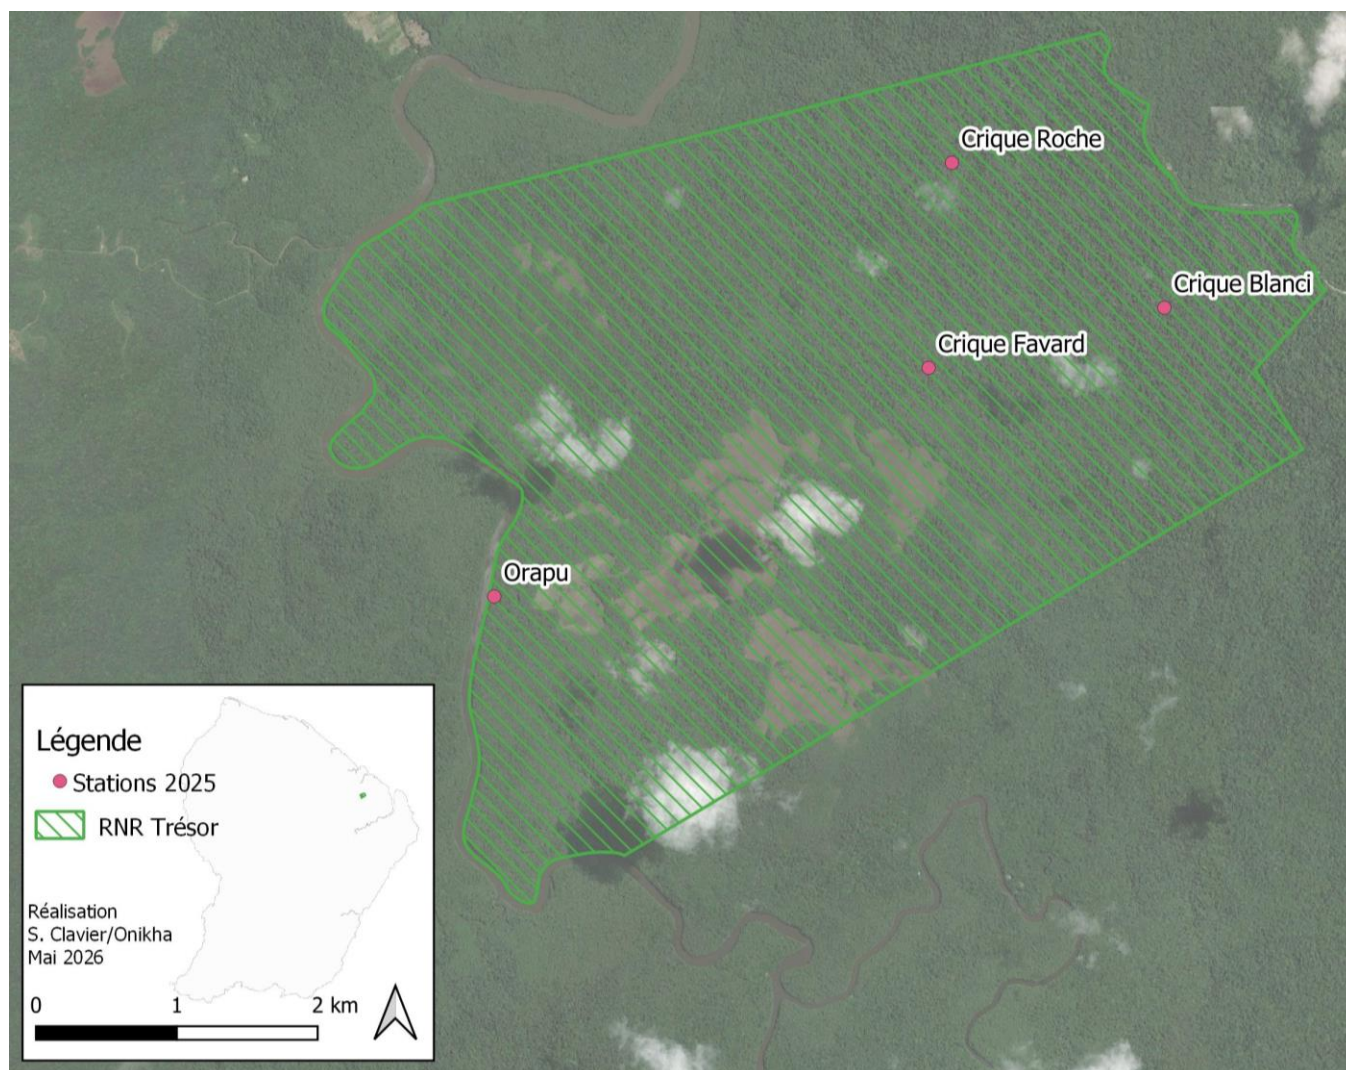 Crique Roche
Crique Blanci
Crique Favard
Orapu
Légende
Stations 2025
RNR Trésor
Réalisation
S. Clavier/Onikha
Mai 2026
0 1 2 km